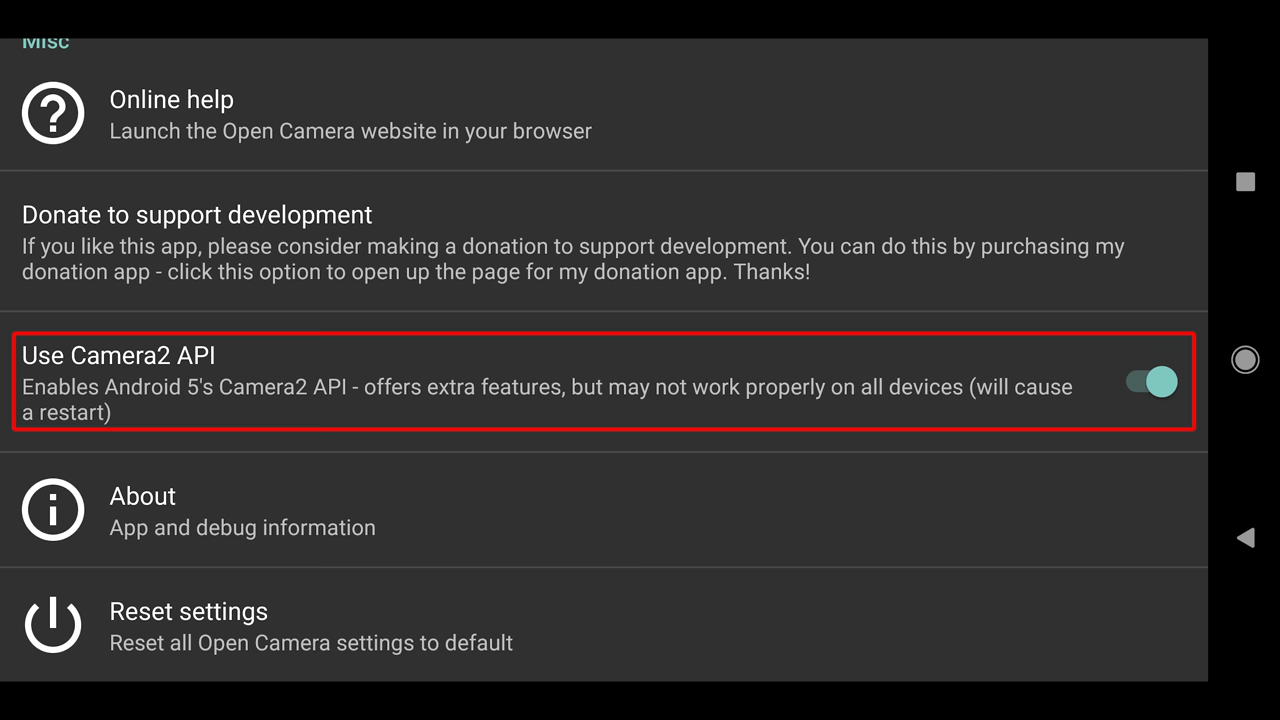 Misc
Online help
Launch the Open Camera website in your browser
Donate to support development
If you like this app, please consider making a donation to support development. You can do this by purchasing my
donation app - click this option to open up the page for my donation app. Thanks!
Use Camera2 API
Enables Android 5's Camera2 API - offers extra features, but may not work properly on all devices (will cause
a restart)
About
App and debug information
Reset settings
Reset all Open Camera settings to default